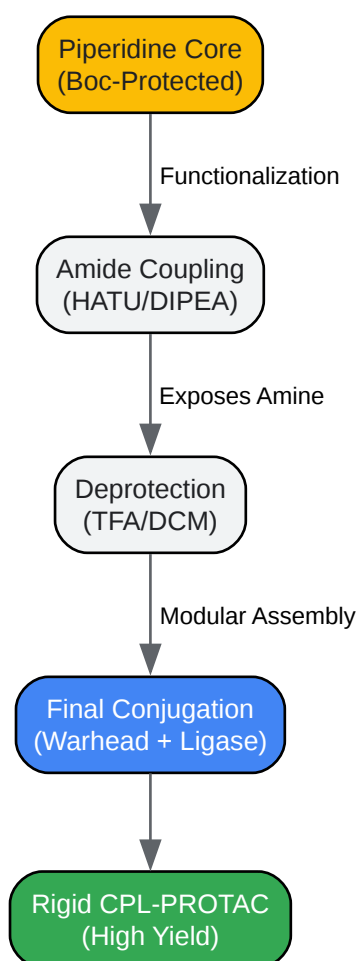 Piperidine Core
(Boc-Protected)
Functionalization
Amide Coupling
(HATU/DIPEA)
Exposes Amine
Deprotection
(TFA/DCM)
Modular Assembly
Final Conjugation
(Warhead + Ligase)
Rigid CPL-PROTAC
(High Yield)